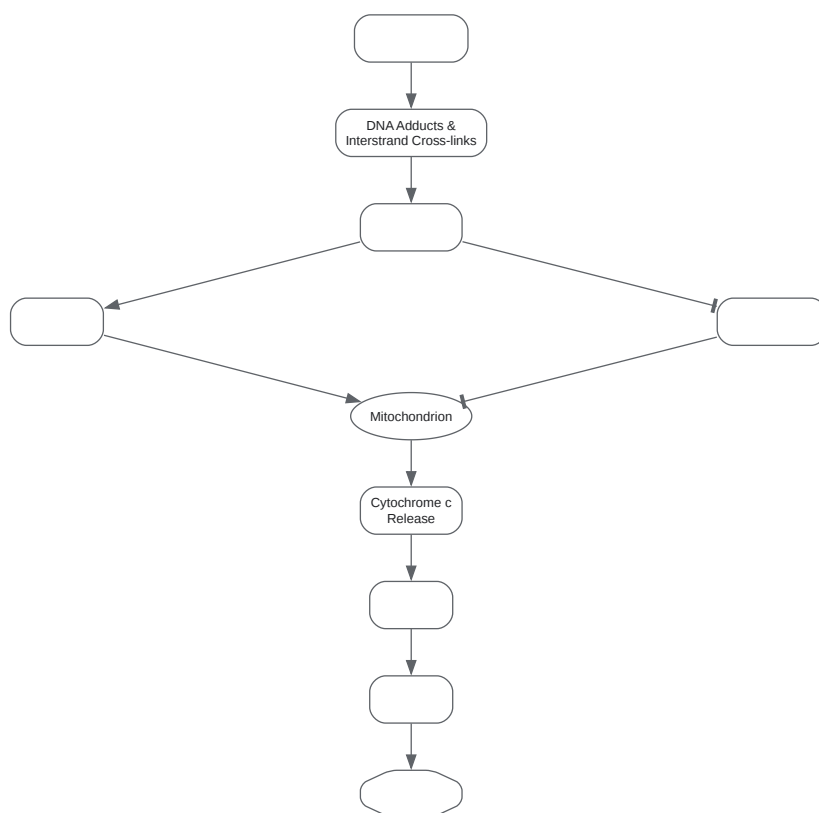 DNA Adducts &
Interstrand Cross-links
Mitochondrion
Cytochrome c
Release